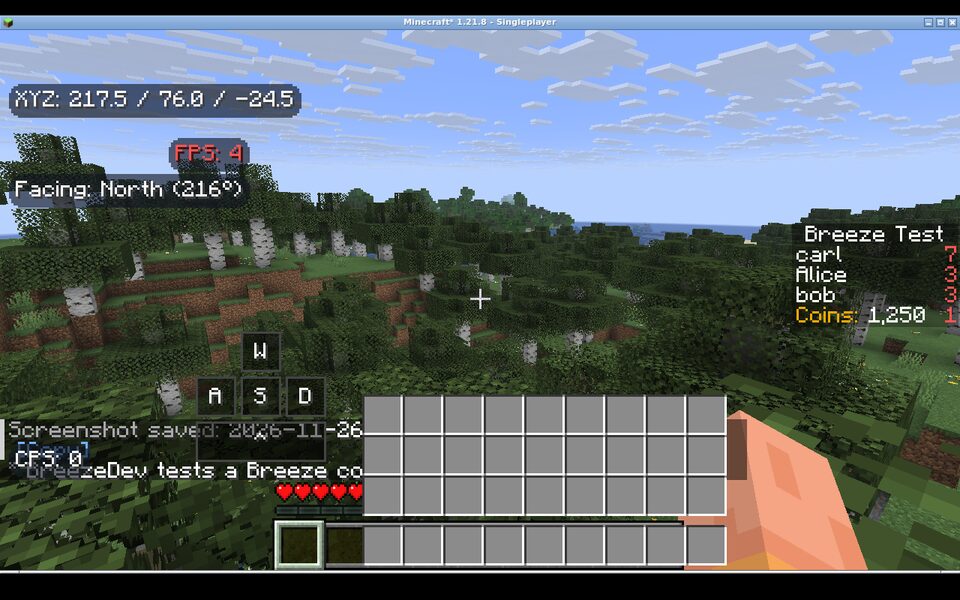 Minecraft* 1.21.8 - Singleplayer
XYZ: 217.5 / 76.0 / -24.5
FPS: 4
Facing: North (216°)
Breeze Test
carl 7
Alice 3
bob 3
Coins: 1,250 1
W
A S D
Screenshot saved: 2026-11-26
CPS: 0
BreezeDev tests a Breeze co